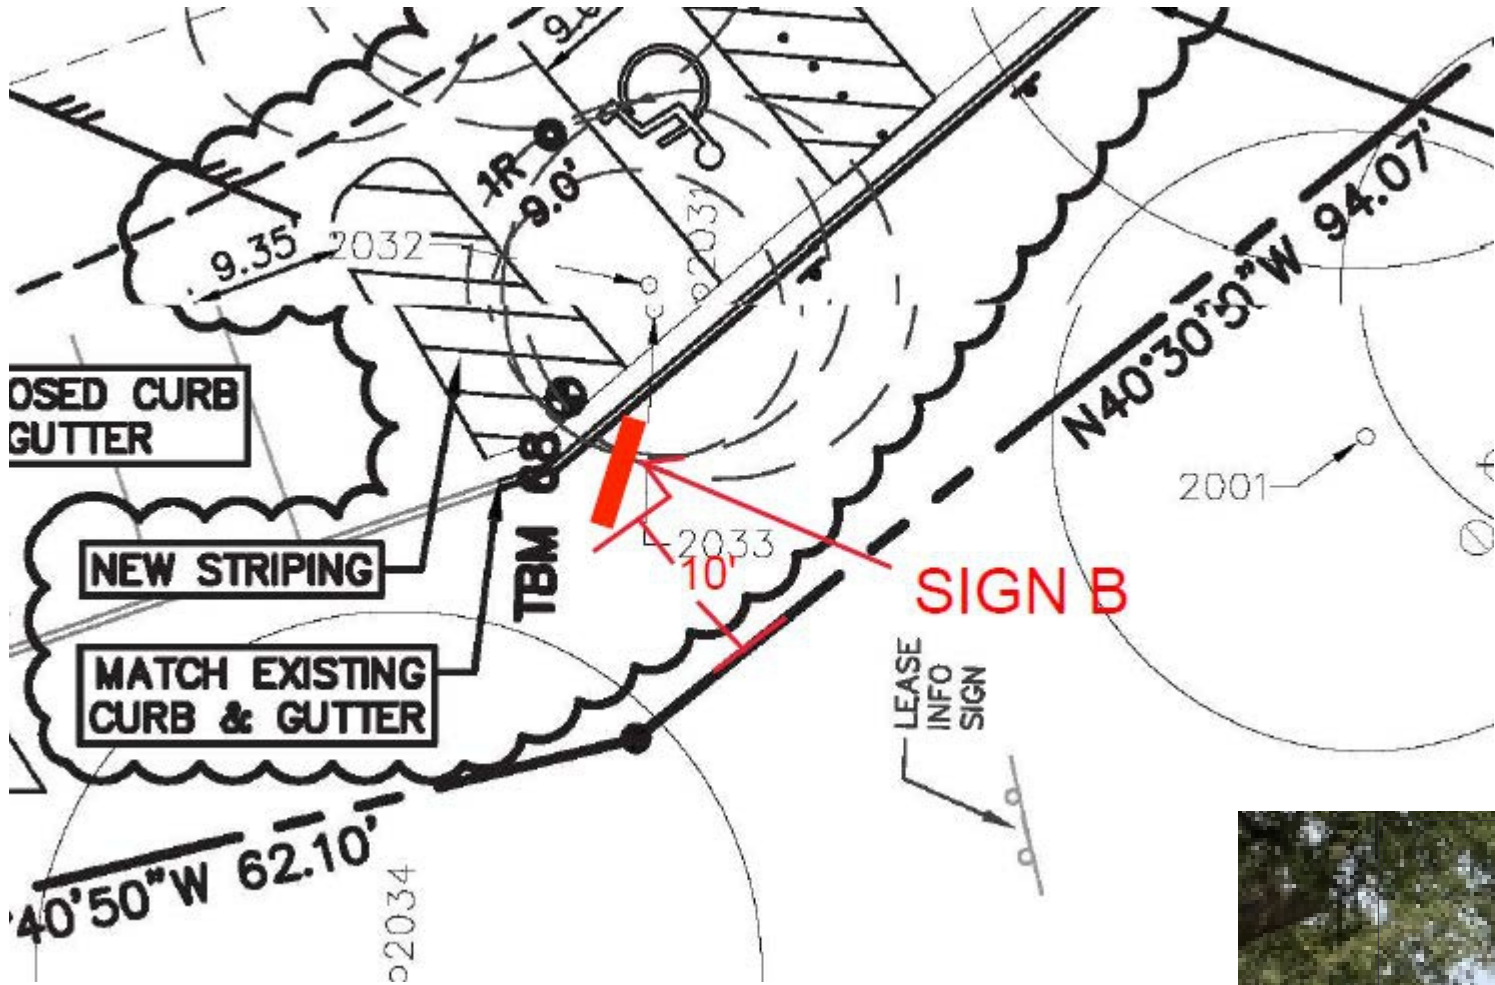 1R
9.0'
2031
2032
9.35'
OSED CURB
GUTTER
94.07'
N40°30'50"W
2001
TBM
NEW STRIPING
2033
10'
SIGN B
MATCH EXISTING
CURB & GUTTER
LEASE
INFO
SIGN
40'50"W 62.10'
2034